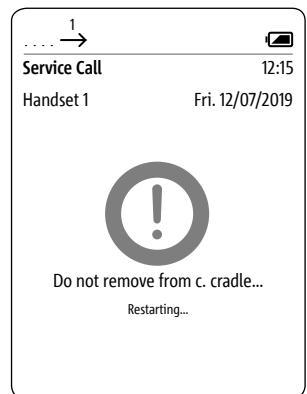 1
....
Service Call 12:15
Handset 1 Fri. 12/07/2019
!
Do not remove from c. cradle...
Restarting...